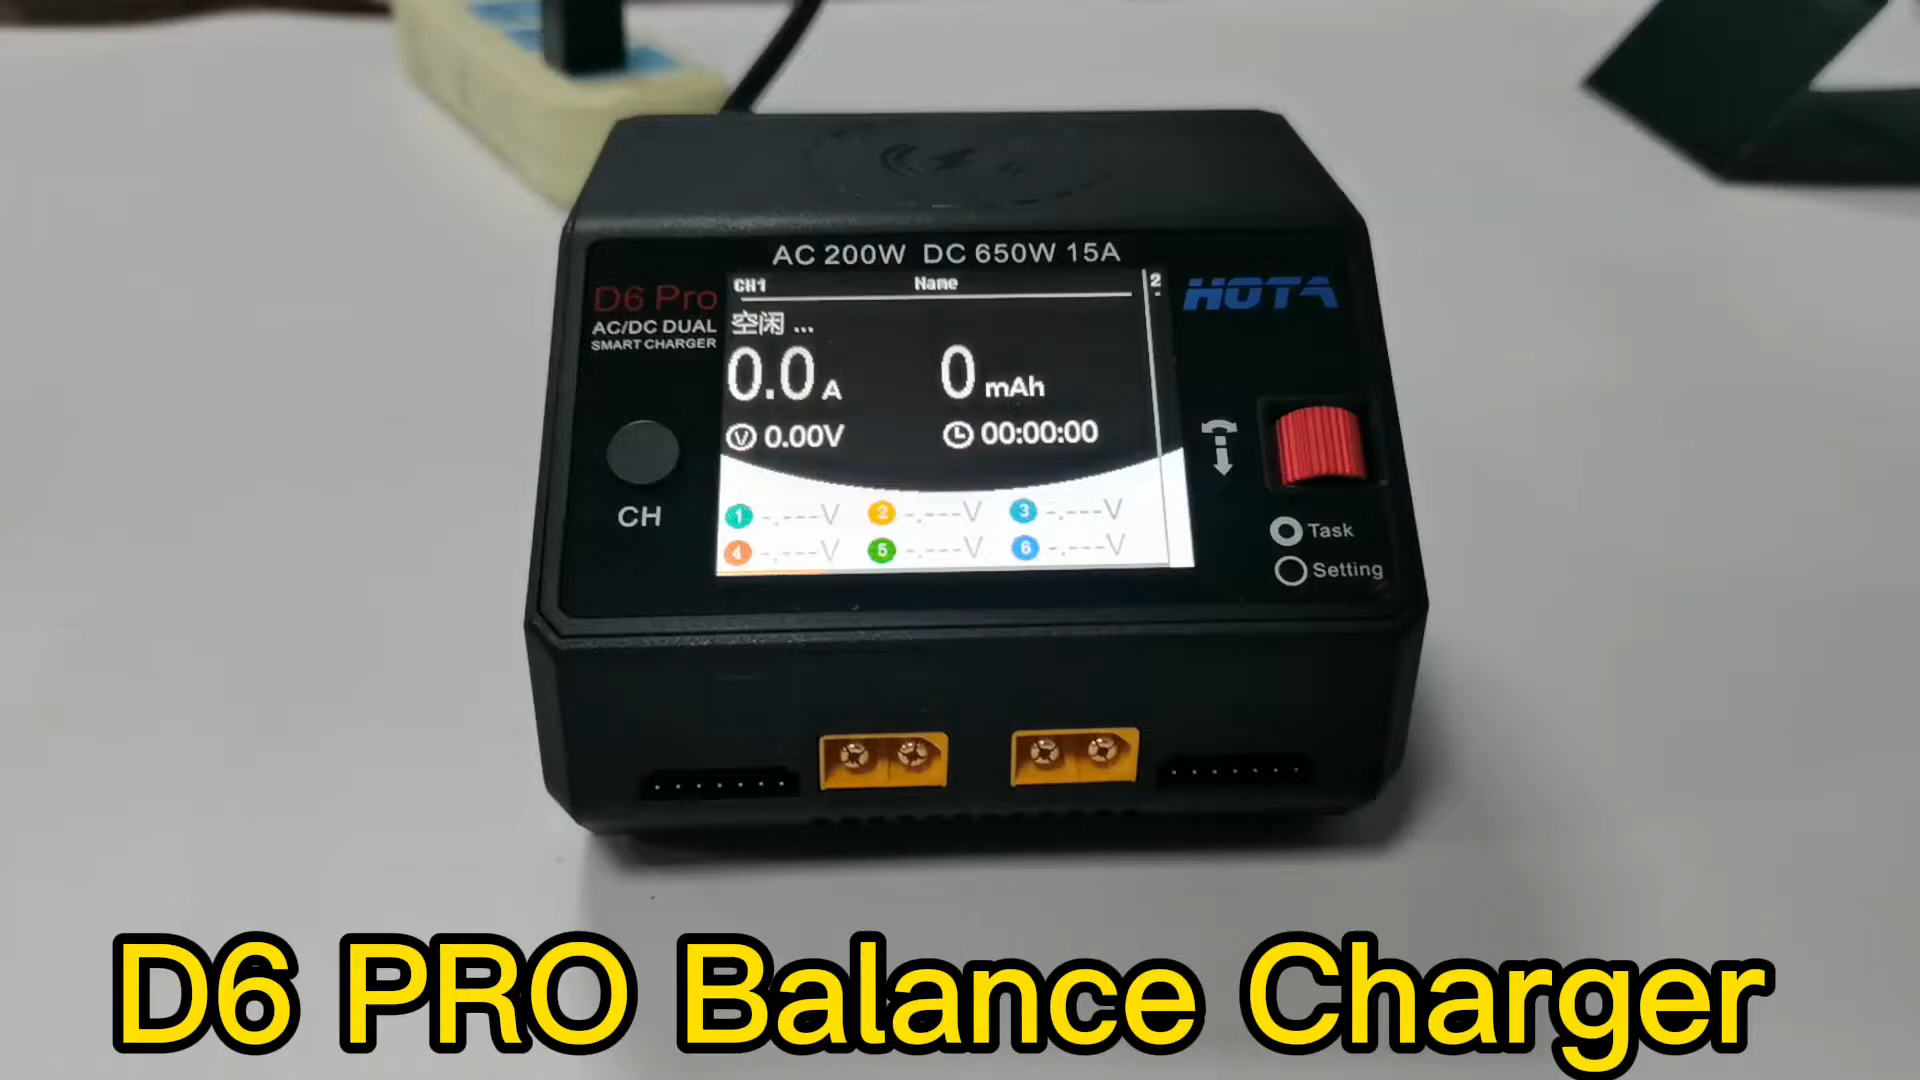 AC 200W DC 650W 15A
D6 Pro
AC/DC DUAL
SMART CHARGER
HOTA
CH1 Name 2
空闲 ...
0.0 A 0 mAh
V 0.00V 00:00:00
1 -.---V 2 -.---V 3 -.---V
4 -.---V 5 -.---V 6 -.---V
CH
Task
Setting
D6 PRO Balance Charger